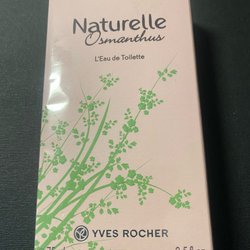 Naturelle
Osmanthus
L'Eau de Toilette
YVES ROCHER